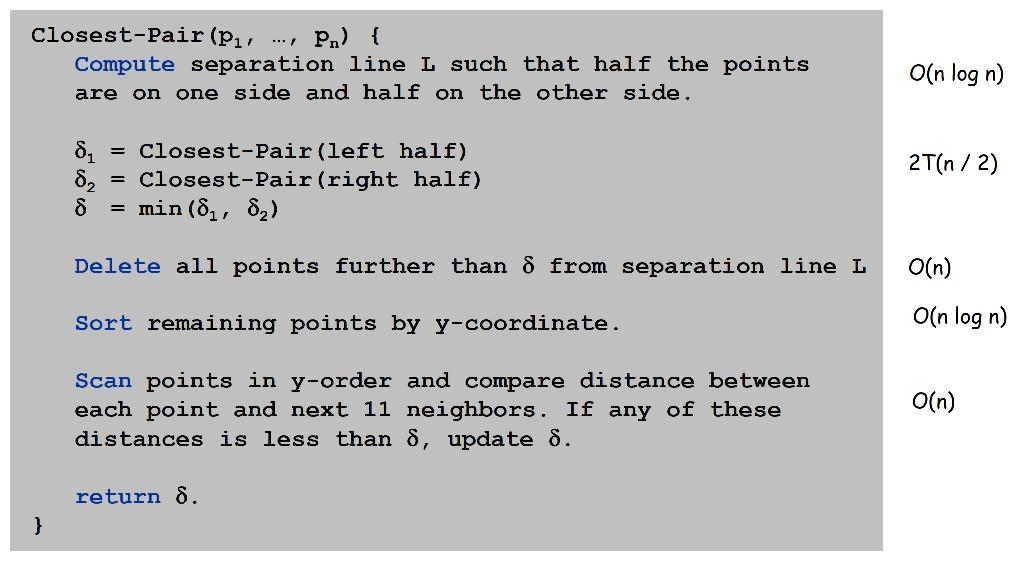 Closest-Pair(p₁, …, pₙ) {
Compute separation line L such that half the points
O(n log n)
are on one side and half on the other side.
δ₁ = Closest-Pair(left half)
2T(n / 2)
δ₂ = Closest-Pair(right half)
δ = min(δ₁, δ₂)
Delete all points further than δ from separation line L
O(n)
Sort remaining points by y-coordinate.
O(n log n)
Scan points in y-order and compare distance between
each point and next 11 neighbors. If any of these
O(n)
distances is less than δ, update δ.
return δ.
}